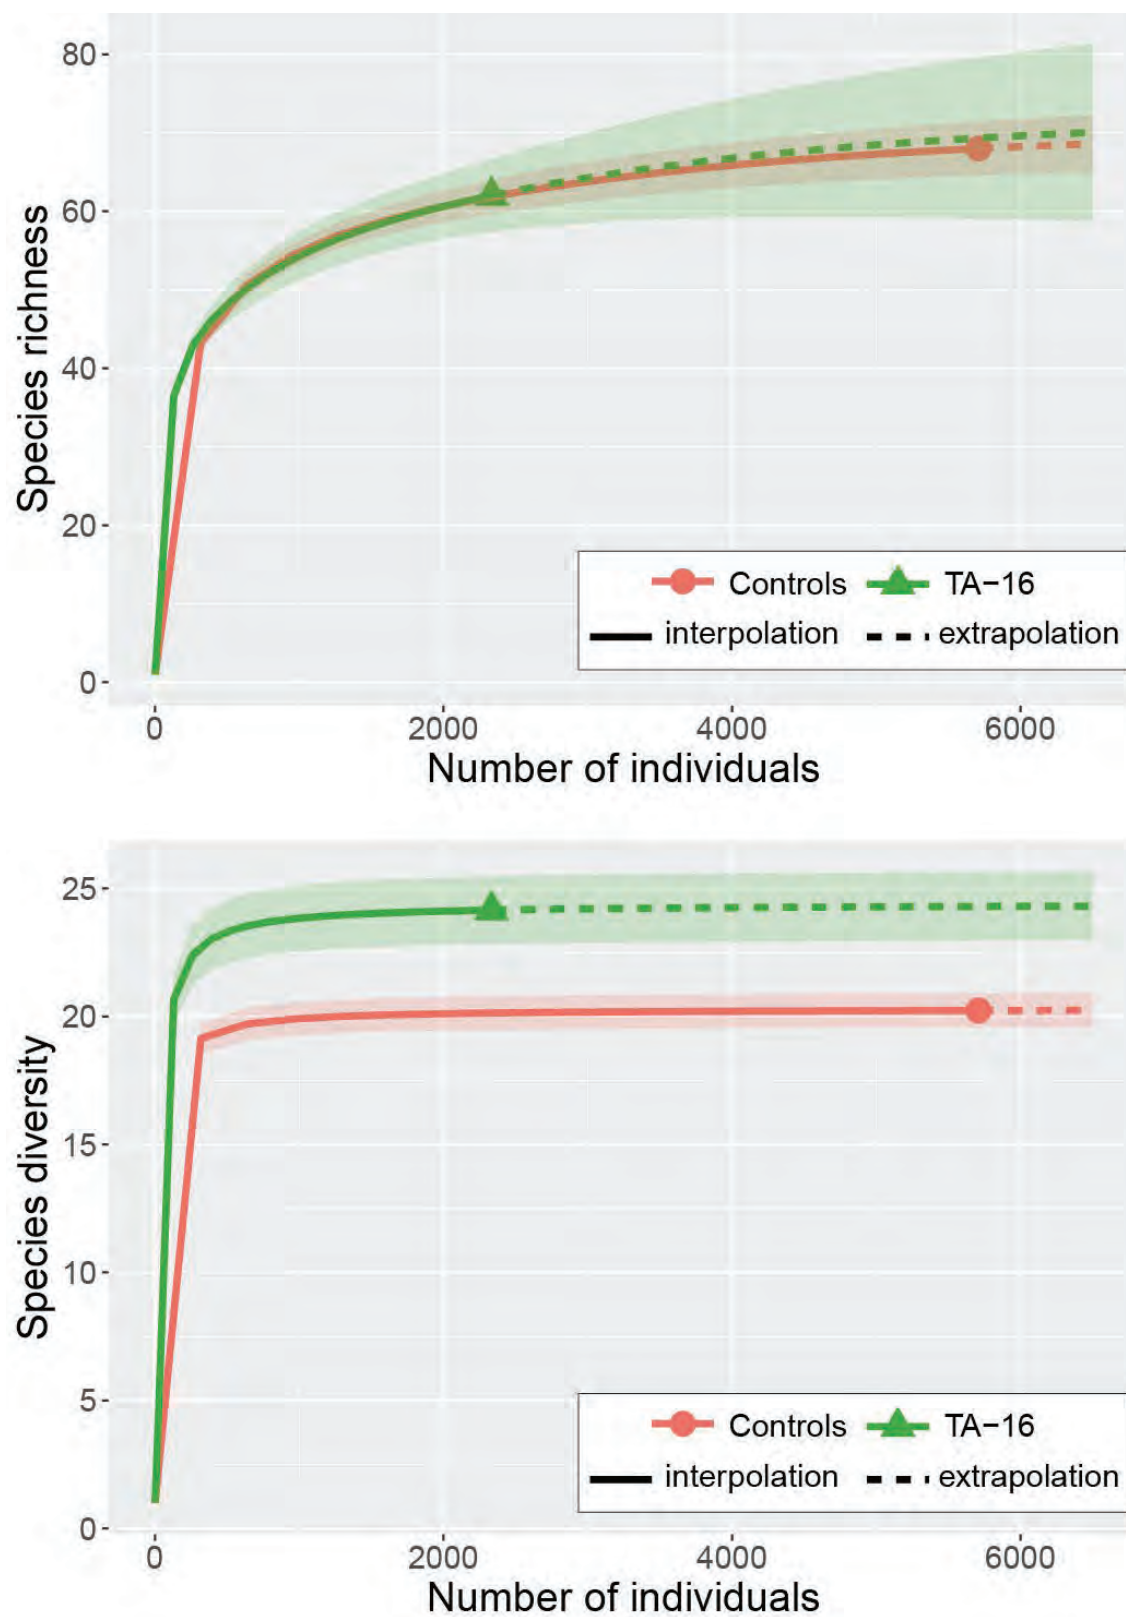 80
60
40
20
0
Species richness
Controls TA−16
interpolation extrapolation
0 2000 4000 6000
Number of individuals
25
20
15
10
5
0
Species diversity
Controls TA−16
interpolation extrapolation
0 2000 4000 6000
Number of individuals